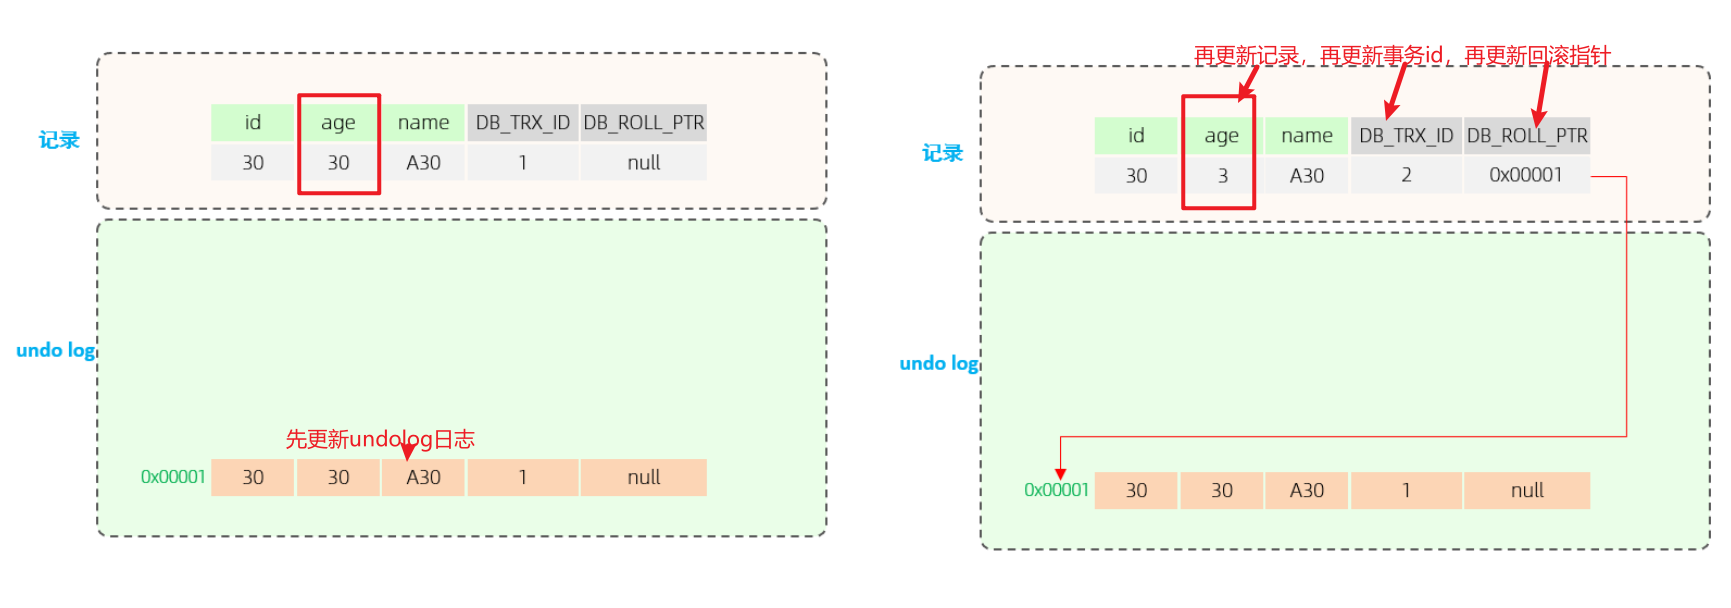 记录
id age name DB_TRX_ID DB_ROLL_PTR
30 30 A30 1 null
undo log
先更新undolog日志
0x00001 30 30 A30 1 null
再更新记录，再更新事务id，再更新回滚指针
记录
id age name DB_TRX_ID DB_ROLL_PTR
30 3 A30 2 0x00001
undo log
0x00001 30 30 A30 1 null